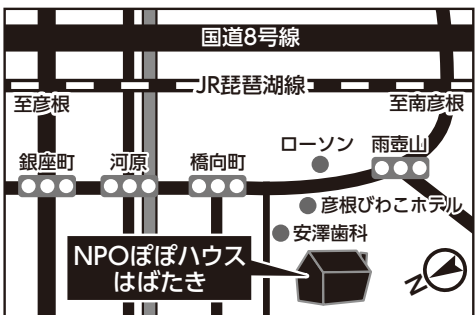 国道8号線
JR琵琶湖線
至彦根
至南彦根
ローソン
雨壺山
銀座町
河原
橋向町
彦根びわこホテル
安澤歯科
NPOぽぽハウス
はばたき
N